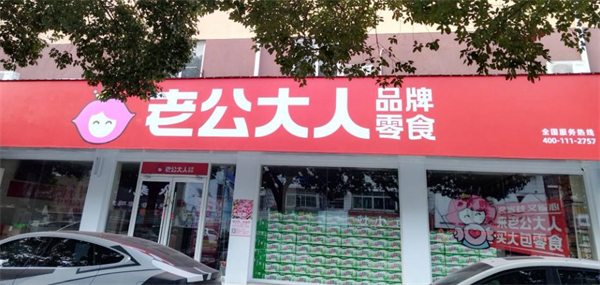 老公大人
品牌
零食
全国服务热线
400-111-2757
老公大人
老公大人
买大包零食